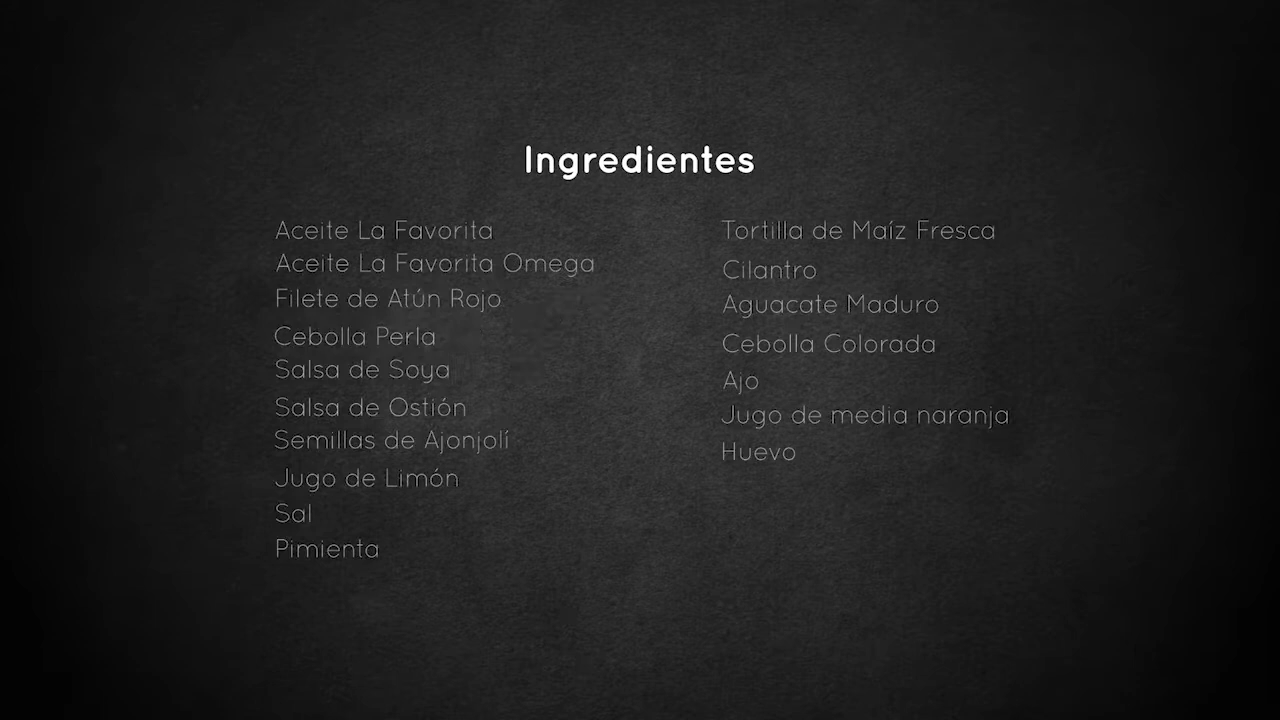 Ingredientes
Aceite La Favorita
Aceite La Favorita Omega
Filete de Atún Rojo
Cebolla Perla
Salsa de Soya
Salsa de Ostión
Semillas de Ajonjolí
Jugo de Limón
Sal
Pimienta
Tortilla de Maíz Fresca
Cilantro
Aguacate Maduro
Cebolla Colorada
Ajo
Jugo de media naranja
Huevo